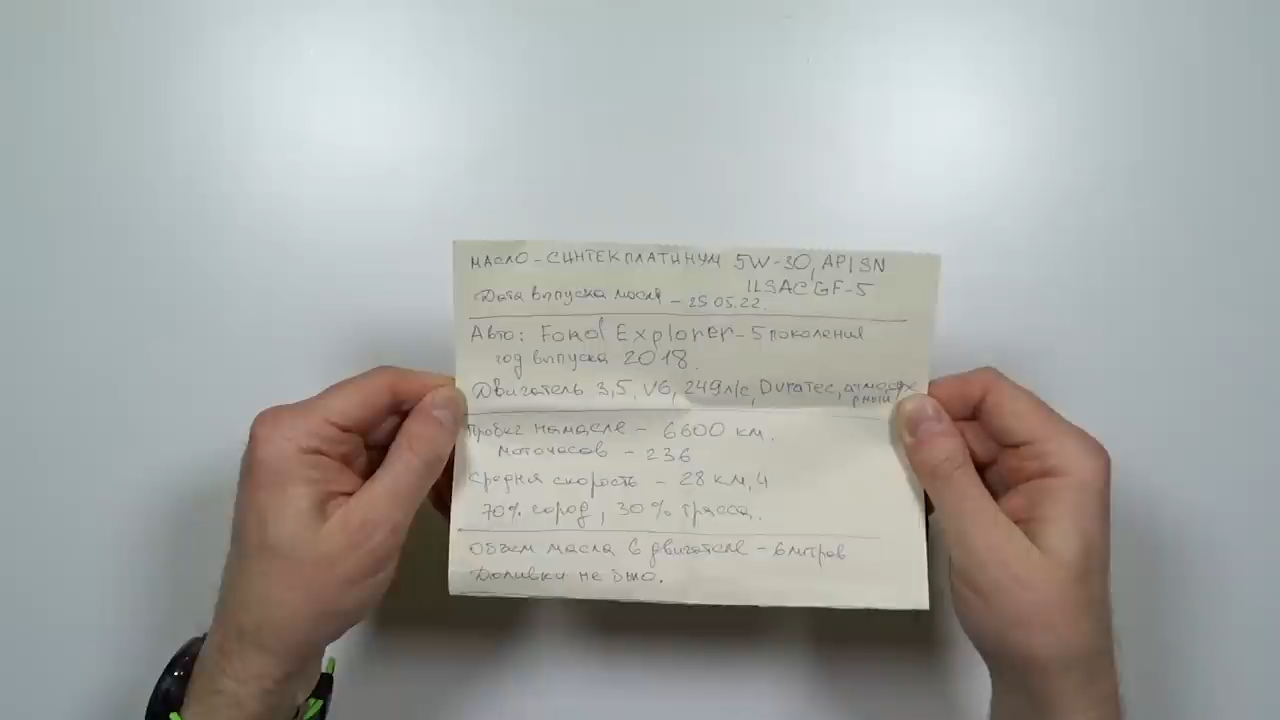 МАСЛО - СИНТЕК ПЛАТИНУМ 5W-30, API SN
ILSAC GF-5
Дата выпуска масла - 25.05.22.
Авто: Ford Explorer - 5 поколения
год выпуска 2018.
Двигатель 3,5, V6, 249 л/с, Duratec, атмосфе
рный
Пробег на масле - 6600 км.
моточасов - 236
Средняя скорость - 28 км,ч
70% город, 30% трасса.
Объем масла в двигателе - 6 литров
Доливки не было.